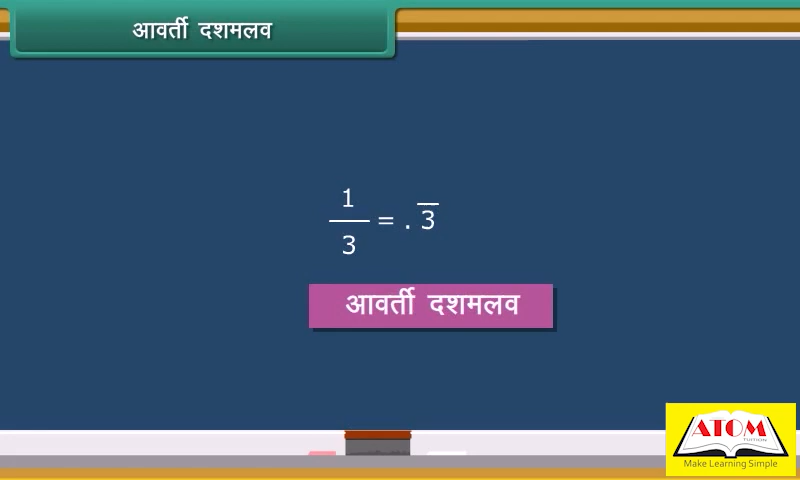 आवर्ती दशमलव
1/3 = . 3̅
आवर्ती दशमलव
ATOM
TUITION
Make Learning Simple